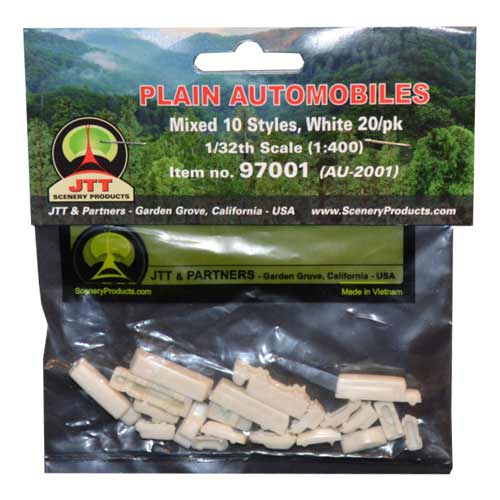 PLAIN AUTOMOBILES
Mixed 10 Styles, White 20/pk
1/32th Scale (1:400)
Item no. 97001 (AU-2001)
JTT
SCENERY PRODUCTS
JTT & Partners - Garden Grove, California - USA
www.SceneryProducts.com
JTT & PARTNERS - Garden Grove, California - USA
SceneryProducts.com
Made in Vietnam